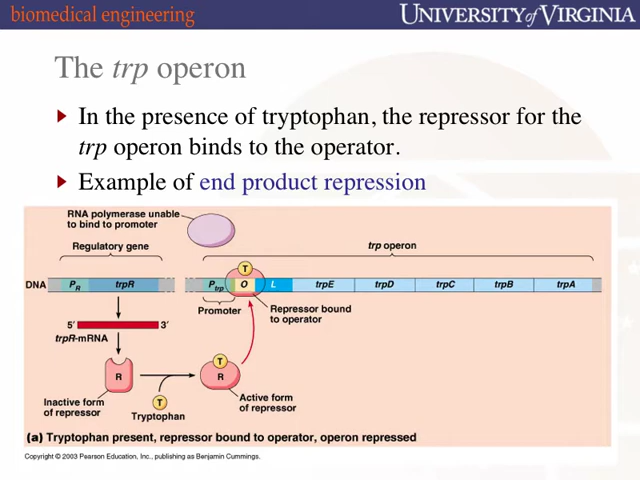 biomedical engineering
UNIVERSITY of VIRGINIA
The trp operon
In the presence of tryptophan, the repressor for the
trp operon binds to the operator.
Example of end product repression
RNA polymerase unable
to bind to promoter
Regulatory gene
trp operon
DNA
PR
trpR
Ptrp
T
O
L
trpE
trpD
trpC
trpB
trpA
Promoter
Repressor bound
to operator
5′
3′
trpR-mRNA
R
T
R
Inactive form
of repressor
T
Tryptophan
Active form
of repressor
(a) Tryptophan present, repressor bound to operator, operon repressed
Copyright © 2003 Pearson Education, Inc., publishing as Benjamin Cummings.